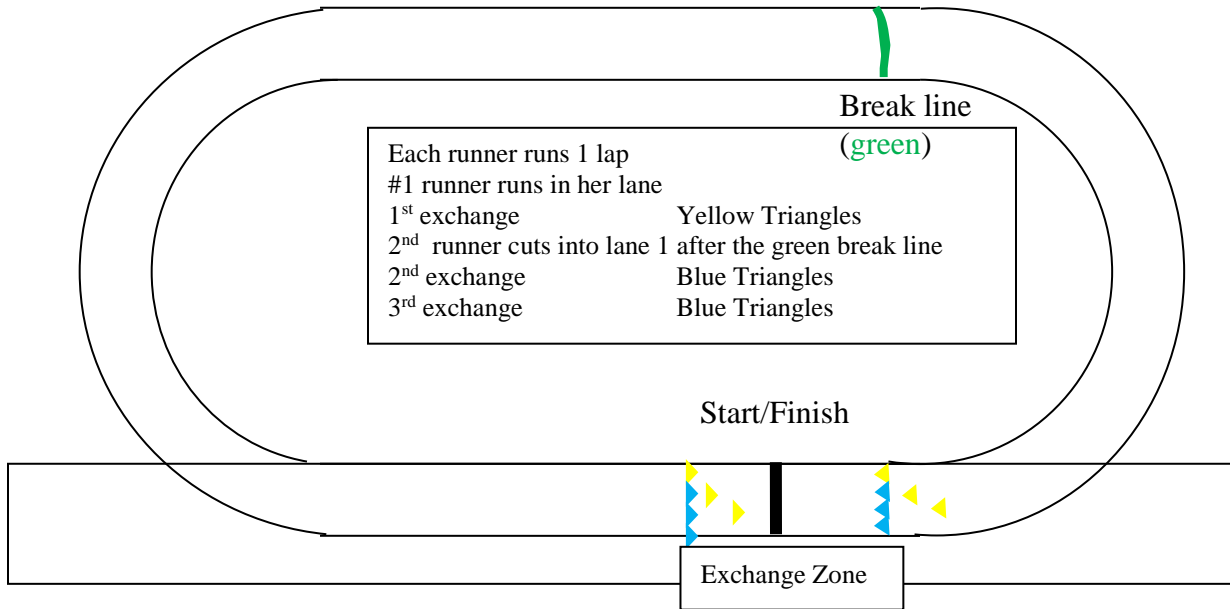 Break line
(green)
Each runner runs 1 lap
#1 runner runs in her lane
1st exchange Yellow Triangles
2nd runner cuts into lane 1 after the green break line
2nd exchange Blue Triangles
3rd exchange Blue Triangles
Start/Finish
Exchange Zone